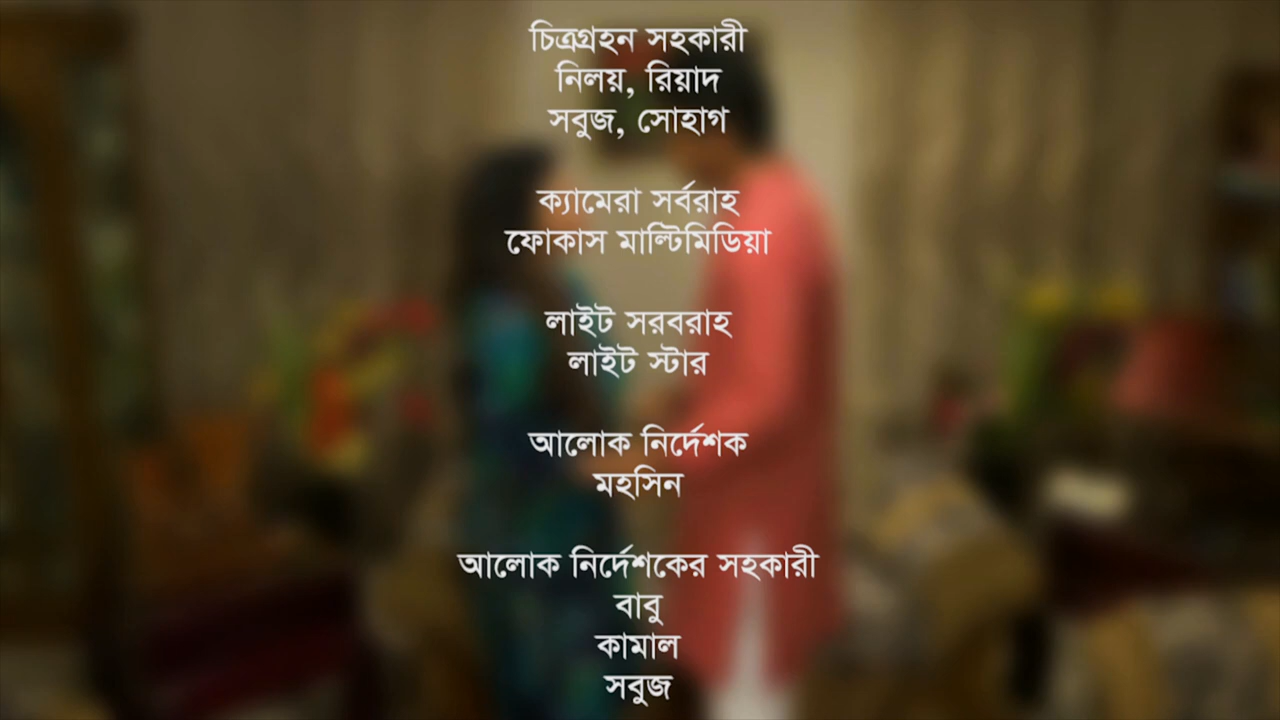 চিত্রগ্রহন সহকারী
নিলয়, রিয়াদ
সবুজ, সোহাগ
ক্যামেরা সর্বরাহ
ফোকাস মাল্টিমিডিয়া
লাইট সরবরাহ
লাইট স্টার
আলোক নির্দেশক
মহসিন
আলোক নির্দেশকের সহকারী
বাবু
কামাল
সবুজ